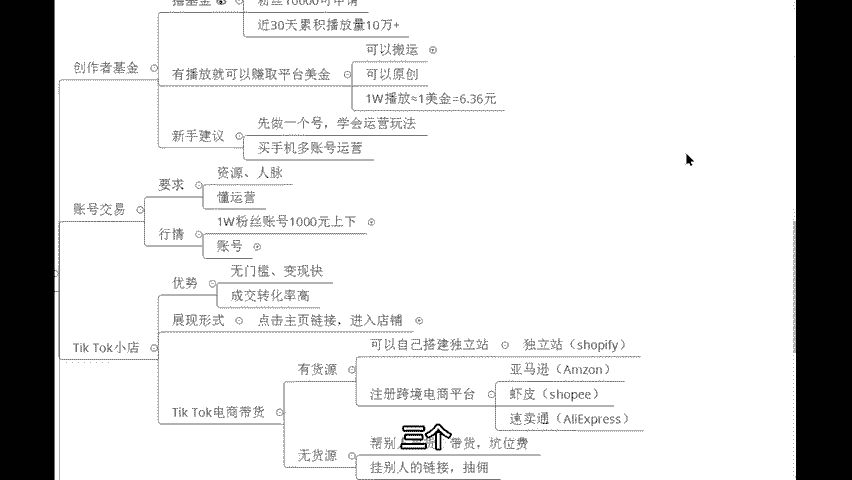 粉丝10000可申请
近30天累积播放量10万+
创作者基金
有播放就可以赚取平台美金
可以搬运
可以原创
1W播放≈1美金=6.36元
新手建议
先做一个号，学会运营玩法
买手机多账号运营
账号交易
要求
资源、人脉
懂运营
行情
1W粉丝账号1000元上下
账号
Tik Tok小店
优势
无门槛、变现快
成交转化率高
展现形式
点击主页链接，进入店铺
Tik Tok电商带货
有货源
可以自己搭建独立站
独立站（shopify）
注册跨境电商平台
亚马逊（Amzon）
虾皮（shopee）
速卖通（AliExpress）
无货源
帮别 带货，坑位费
挂别人的链接，抽佣
三个